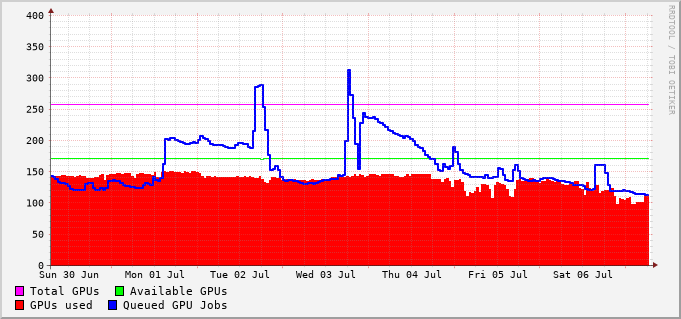 RRDTOOL / TOBI OETIKER
400
350
300
250
200
150
100
50
0
Sun 30 Jun Mon 01 Jul Tue 02 Jul Wed 03 Jul Thu 04 Jul Fri 05 Jul Sat 06 Jul
Total GPUs Available GPUs
GPUs used Queued GPU Jobs